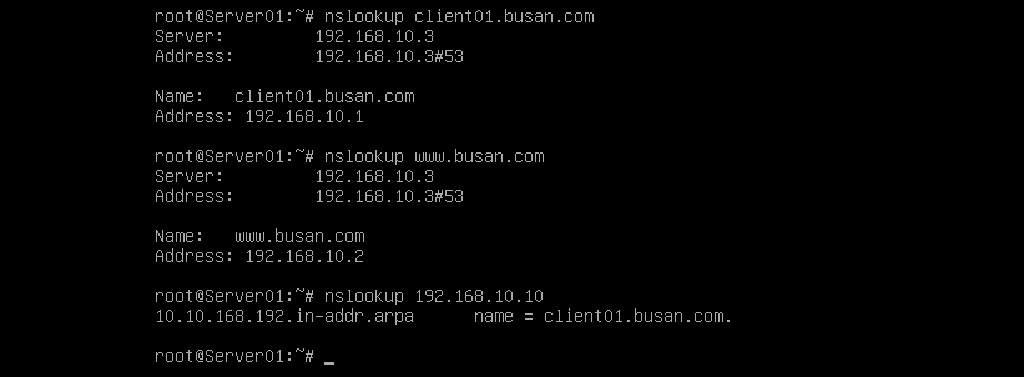 root@Server01:~# nslookup client01.busan.com
Server:         192.168.10.3
Address:        192.168.10.3#53

Name:   client01.busan.com
Address: 192.168.10.1

root@Server01:~# nslookup www.busan.com
Server:         192.168.10.3
Address:        192.168.10.3#53

Name:   www.busan.com
Address: 192.168.10.2

root@Server01:~# nslookup 192.168.10.10
10.10.168.192.in-addr.arpa      name = client01.busan.com.

root@Server01:~# _